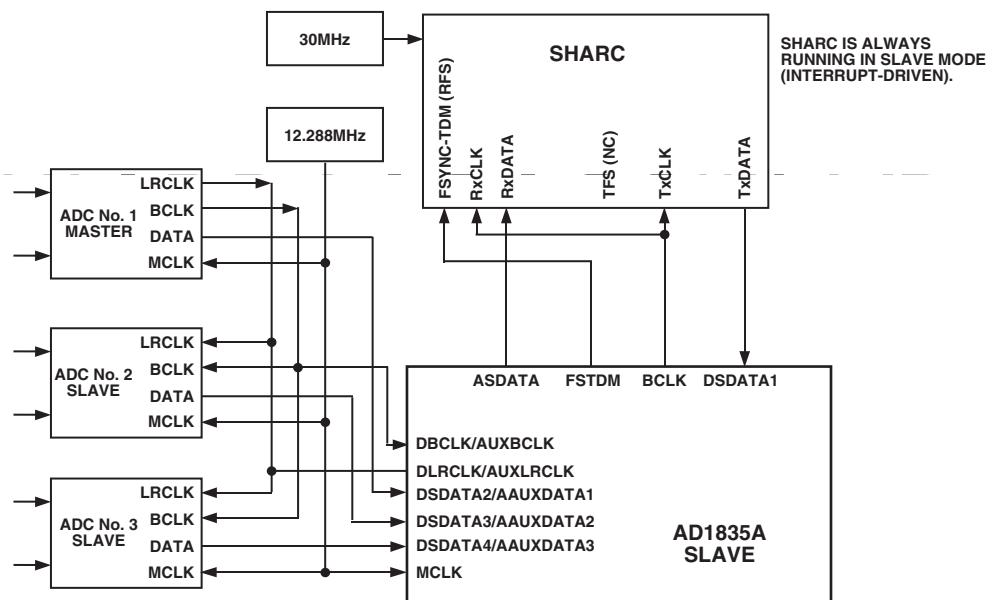 30MHz
SHARC
SHARC IS ALWAYS
RUNNING IN SLAVE MODE
(INTERRUPT-DRIVEN).
12.288MHz
FSYNC-TDM (RFS)
RxCLK
RxDATA
TFS (NC)
TxCLK
TxDATA
ADC No. 1
MASTER
LRCLK
BCLK
DATA
MCLK
ADC No. 2
SLAVE
LRCLK
BCLK
DATA
MCLK
ADC No. 3
SLAVE
LRCLK
BCLK
DATA
MCLK
ASDATA
FSTDM
BCLK
DSDATA1
DBCLK/AUXBCLK
DLRCLK/AUXLRCLK
DSDATA2/AAUXDATA1
DSDATA3/AAUXDATA2
DSDATA4/AAUXDATA3
MCLK
AD1835A
SLAVE